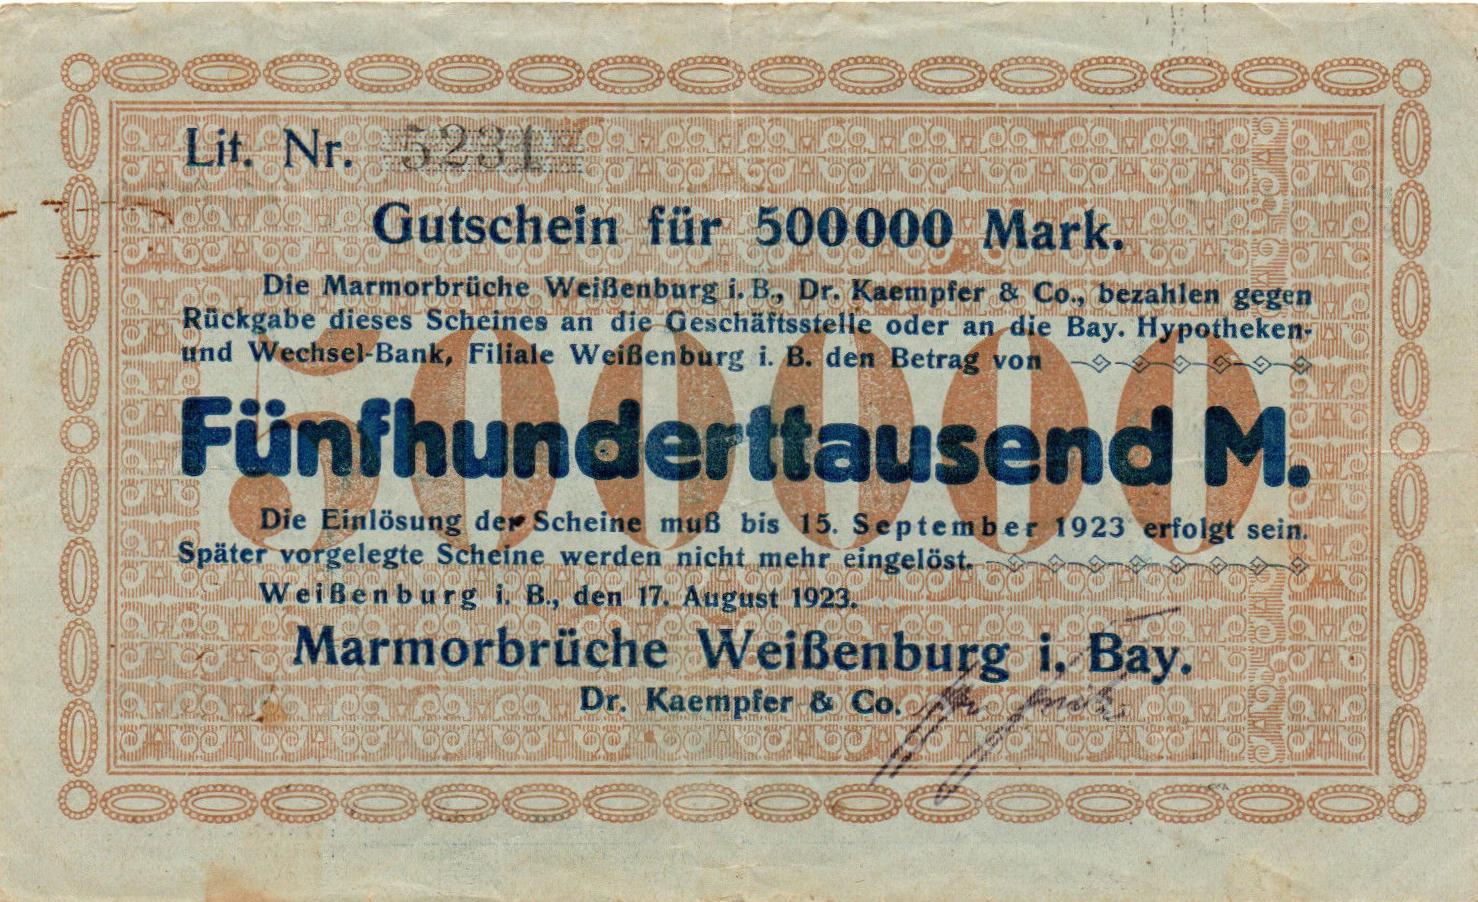 Lit. Nr. 5231
Gutschein für 500000 Mark.
Die Marmorbrüche Weißenburg i. B., Dr. Kaempfer & Co., bezahlen gegen
Rückgabe dieses Scheines an die Geschäftsstelle oder an die Bay. Hypotheken-
und Wechsel-Bank, Filiale Weißenburg i. B. den Betrag von
500000
Fünfhunderttausend M.
Die Einlösung der Scheine muß bis 15. September 1923 erfolgt sein.
Später vorgelegte Scheine werden nicht mehr eingelöst.
Weißenburg i. B., den 17. August 1923.
Marmorbrüche Weißenburg i. Bay.
Dr. Kaempfer & Co.